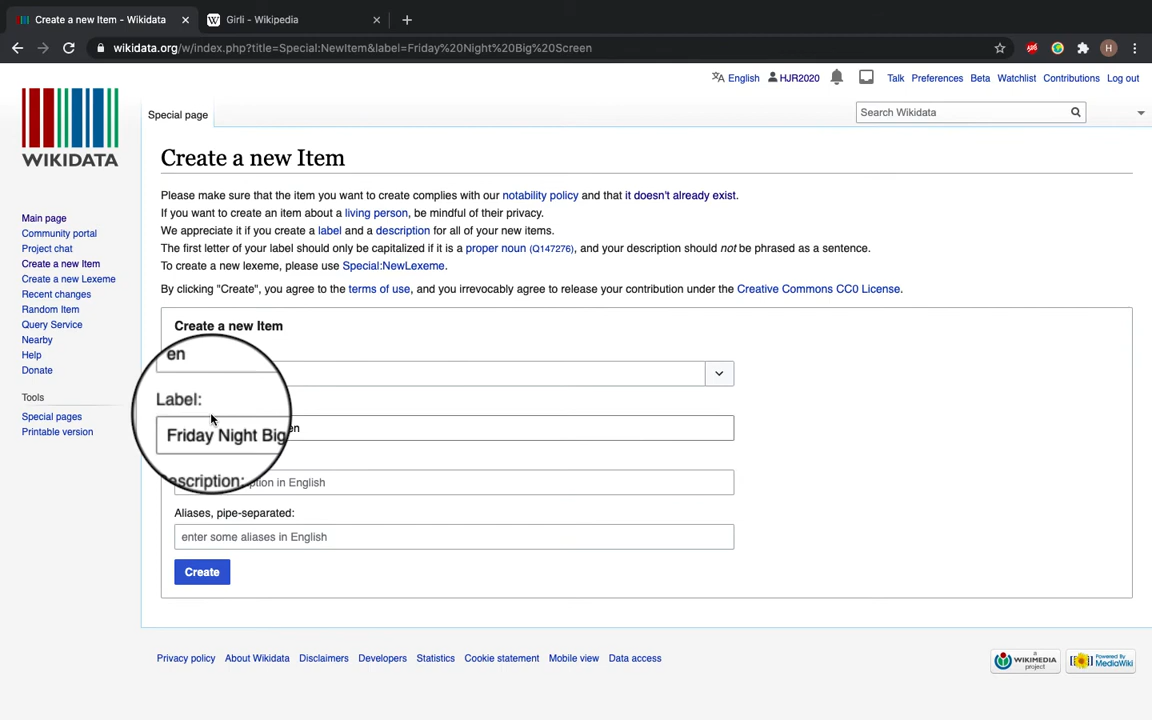 Create a new Item - Wikidata
Girli - Wikipedia
wikidata.org/w/index.php?title=Special:NewItem&label=Friday%20Night%20Big%20Screen
H
English HJR2020 Talk Preferences Beta Watchlist Contributions Log out
WIKIDATA
Special page
Search Wikidata
Create a new Item
Please make sure that the item you want to create complies with our notability policy and that it doesn't already exist.
If you want to create an item about a living person, be mindful of their privacy.
We appreciate it if you create a label and a description for all of your new items.
The first letter of your label should only be capitalized if it is a proper noun (Q147276), and your description should not be phrased as a sentence.
To create a new lexeme, please use Special:NewLexeme.
By clicking "Create", you agree to the terms of use, and you irrevocably agree to release your contribution under the Creative Commons CC0 License.
Main page
Community portal
Project chat
Create a new Item
Create a new Lexeme
Recent changes
Random Item
Query Service
Nearby
Help
Donate
Tools
Special pages
Printable version
Create a new Item
en
Label:
Friday Night Big en
escription: tion in English
Aliases, pipe-separated:
enter some aliases in English
Create
Privacy policy About Wikidata Disclaimers Developers Statistics Cookie statement Mobile view Data access
A WIKIMEDIA project
Powered By MediaWiki